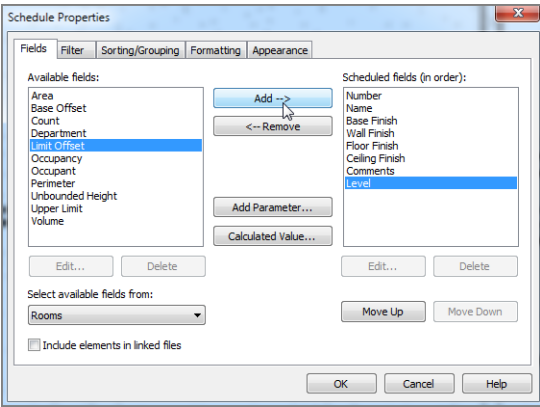 Schedule Properties
Fields Filter Sorting/Grouping Formatting Appearance
Available fields:
Area
Base Offset
Count
Department
Limit Offset
Occupancy
Occupant
Perimeter
Unbounded Height
Upper Limit
Volume
Edit... Delete
Select available fields from:
Rooms
Include elements in linked files
Add -->
<-- Remove
Add Parameter...
Calculated Value...
Scheduled fields (in order):
Number
Name
Base Finish
Wall Finish
Floor Finish
Ceiling Finish
Comments
Level
Edit... Delete
Move Up Move Down
OK Cancel Help